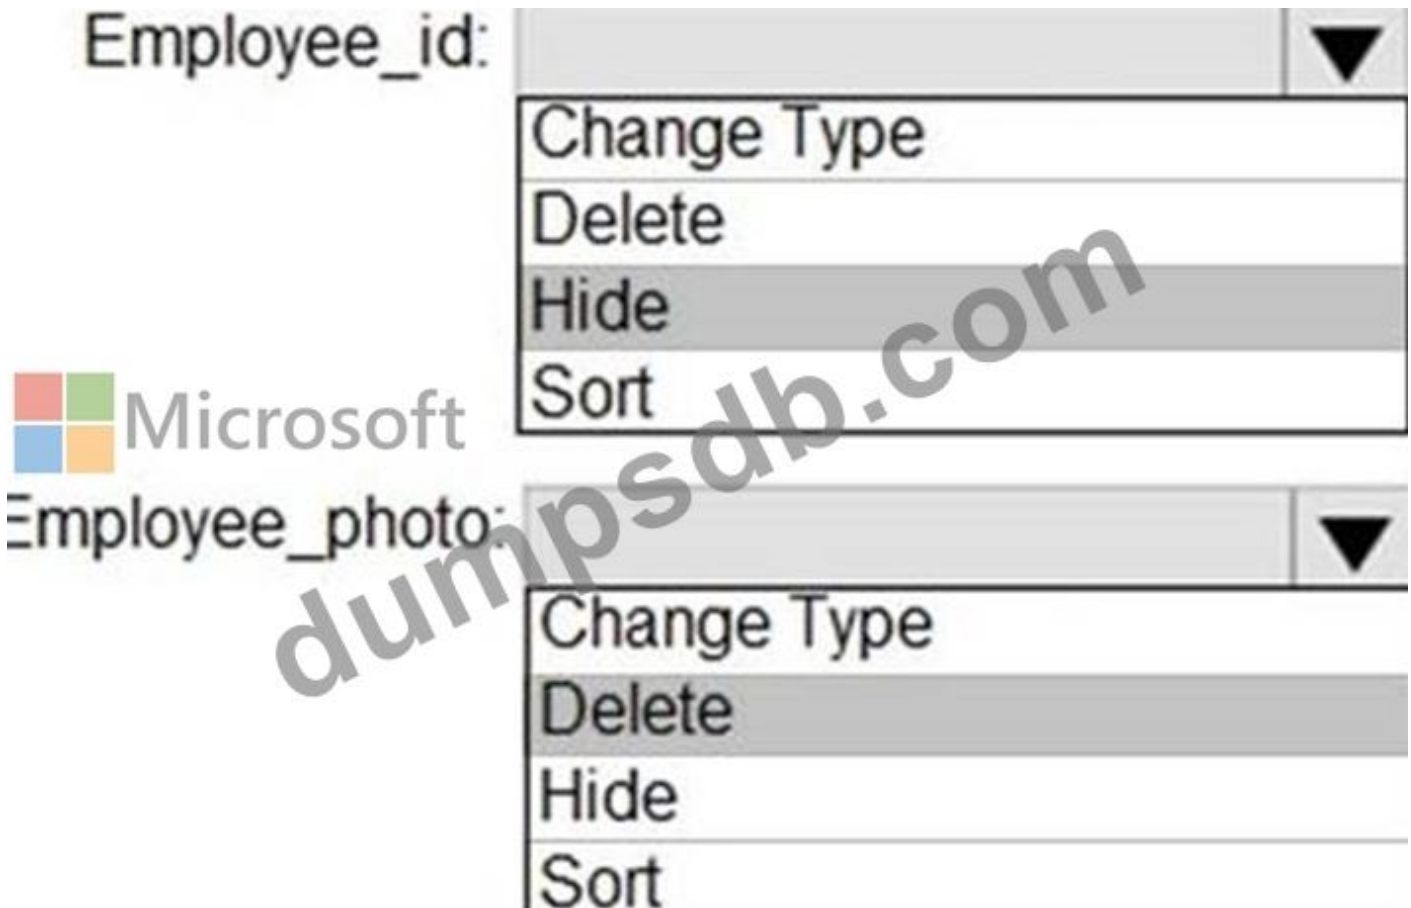 Employee_id:
Change Type
Delete
Hide
Sort
Microsoft
dumpsdb.com
Employee_photo:
Change Type
Delete
Hide
Sort